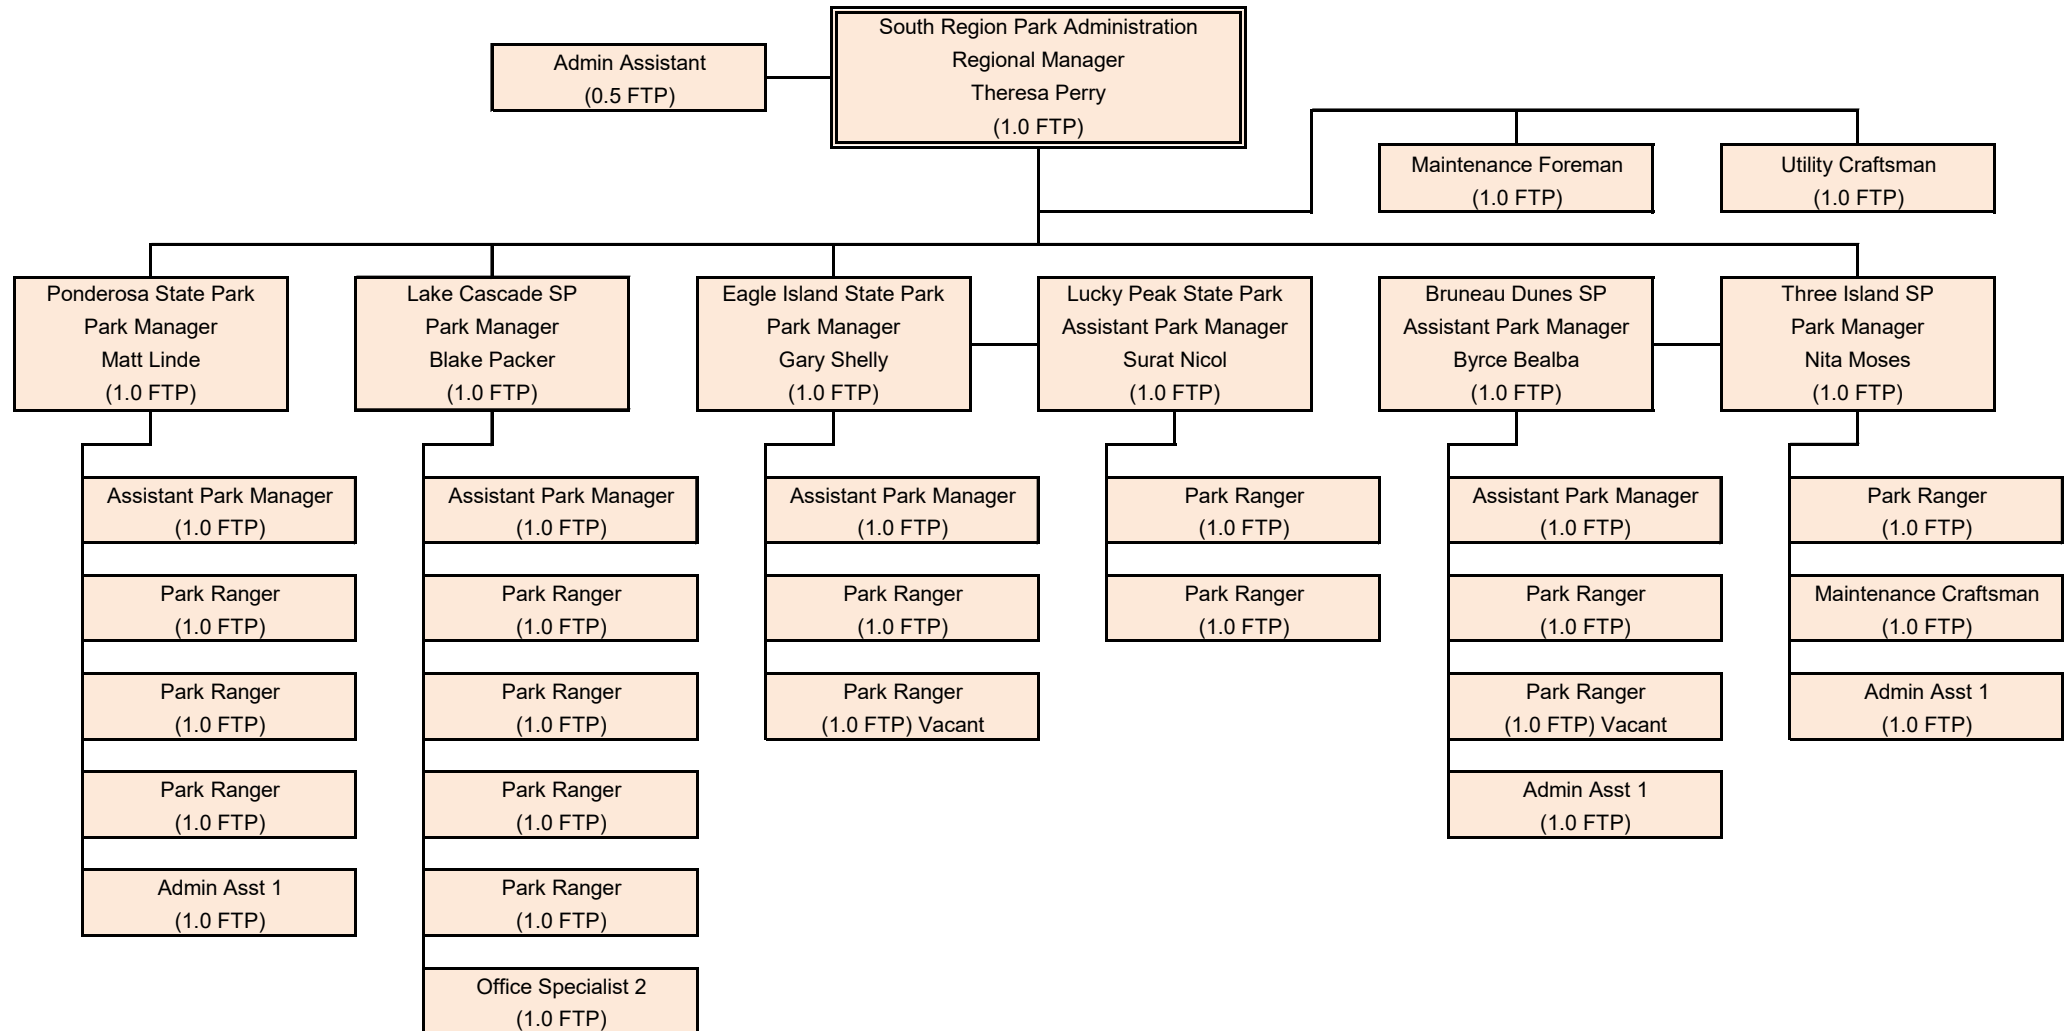 South Region Park Administration
Regional Manager
Theresa Perry
(1.0 FTP)
Admin Assistant
(0.5 FTP)
Maintenance Foreman
(1.0 FTP)
Utility Craftsman
(1.0 FTP)
Ponderosa State Park
Park Manager
Matt Linde
(1.0 FTP)
Lake Cascade SP
Park Manager
Blake Packer
(1.0 FTP)
Eagle Island State Park
Park Manager
Gary Shelly
(1.0 FTP)
Lucky Peak State Park
Assistant Park Manager
Surat Nicol
(1.0 FTP)
Bruneau Dunes SP
Assistant Park Manager
Byrce Bealba
(1.0 FTP)
Three Island SP
Park Manager
Nita Moses
(1.0 FTP)
Assistant Park Manager
(1.0 FTP)
Park Ranger
(1.0 FTP)
Park Ranger
(1.0 FTP)
Park Ranger
(1.0 FTP)
Admin Asst 1
(1.0 FTP)
Assistant Park Manager
(1.0 FTP)
Park Ranger
(1.0 FTP)
Park Ranger
(1.0 FTP)
Park Ranger
(1.0 FTP)
Park Ranger
(1.0 FTP)
Office Specialist 2
(1.0 FTP)
Assistant Park Manager
(1.0 FTP)
Park Ranger
(1.0 FTP)
Park Ranger
(1.0 FTP) Vacant
Park Ranger
(1.0 FTP)
Park Ranger
(1.0 FTP)
Assistant Park Manager
(1.0 FTP)
Park Ranger
(1.0 FTP)
Park Ranger
(1.0 FTP) Vacant
Admin Asst 1
(1.0 FTP)
Park Ranger
(1.0 FTP)
Maintenance Craftsman
(1.0 FTP)
Admin Asst 1
(1.0 FTP)